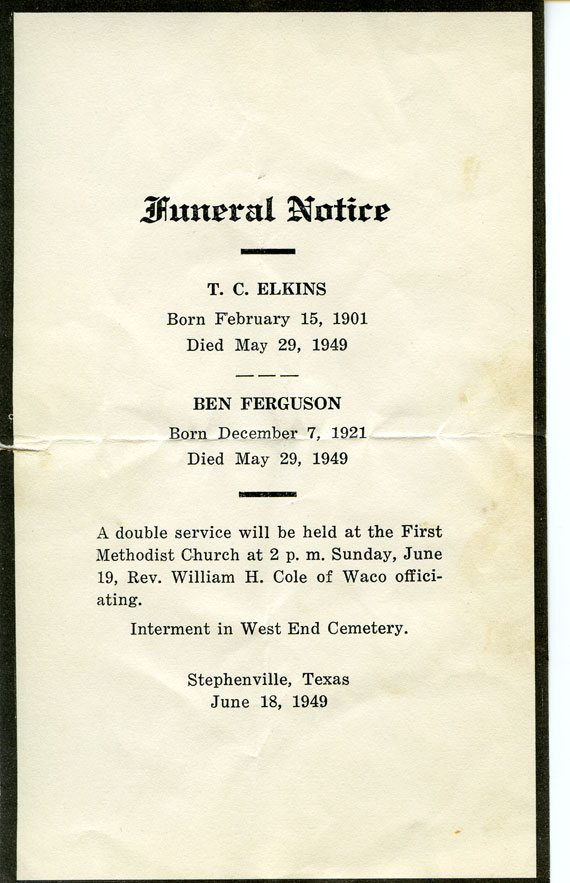 Funeral Notice
T. C. ELKINS
Born February 15, 1901
Died May 29, 1949
BEN FERGUSON
Born December 7, 1921
Died May 29, 1949
A double service will be held at the First
Methodist Church at 2 p. m. Sunday, June
19, Rev. William H. Cole of Waco offici-
ating.
Interment in West End Cemetery.
Stephenville, Texas
June 18, 1949